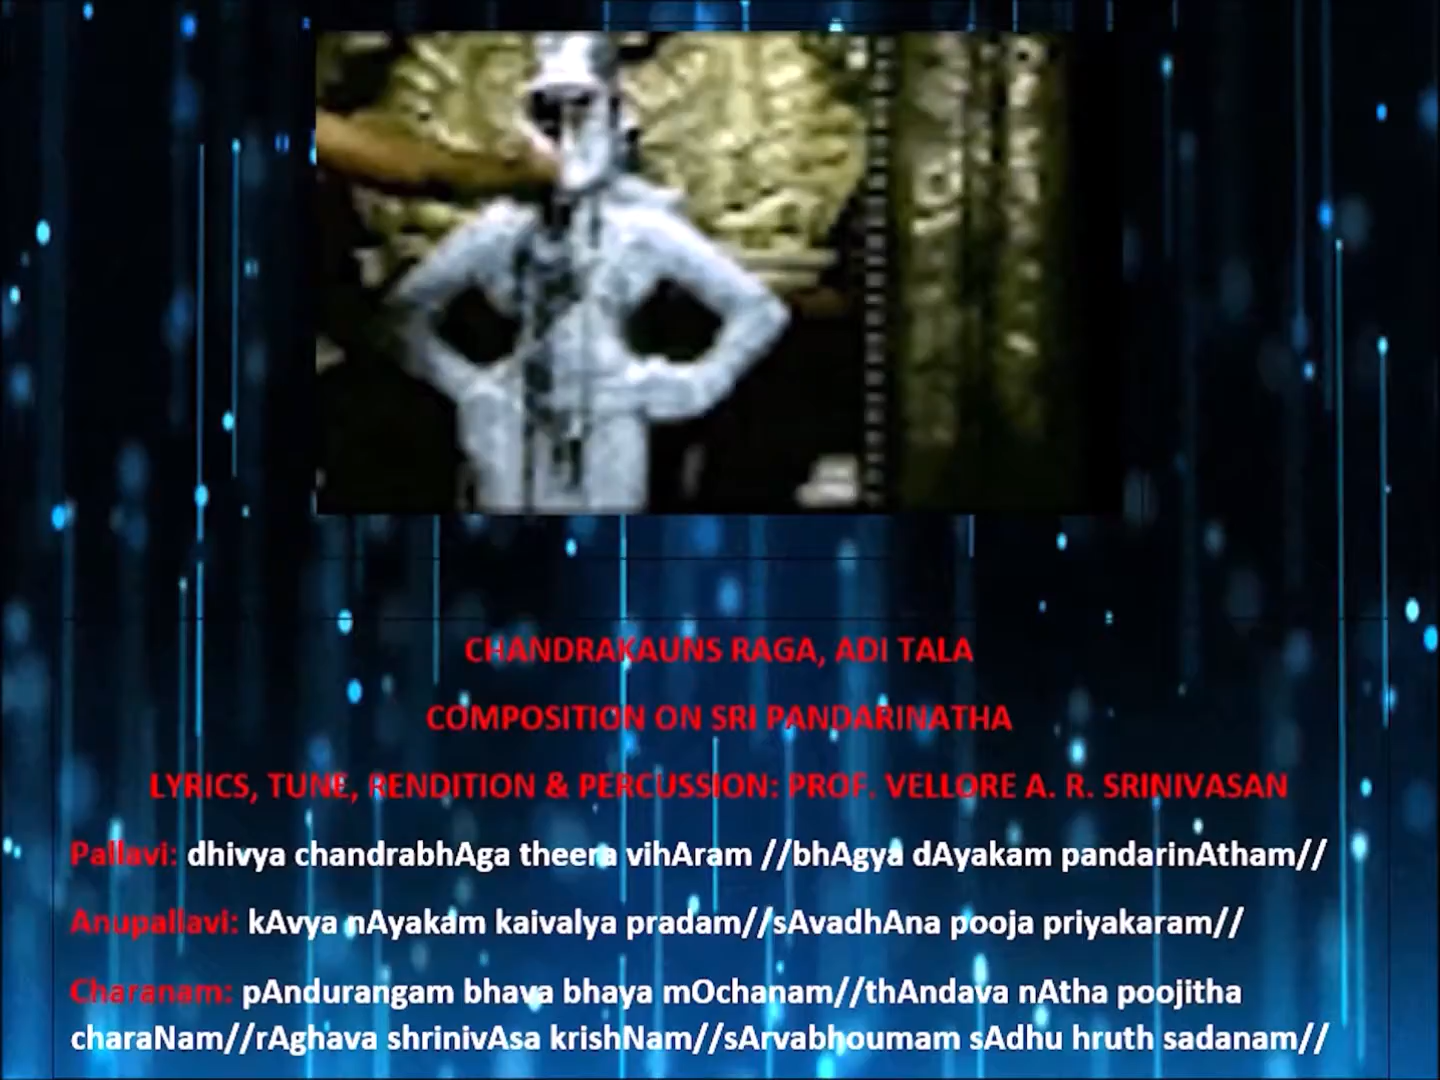 CHANDRAKAUNS RAGA, ADI TALA
COMPOSITION ON SRI PANDARINATHA
LYRICS, TUNE, RENDITION & PERCUSSION: PROF. VELLORE A. R. SRINIVASAN
Pallavi: dhivya chandrabhAga theera vihAram //bhAgya dAyakam pandarinAtham//
Anupallavi: kAvya nAyakam kaivalya pradam//sAvadhAna pooja priyakaram//
Charanam: pAndurangam bhava bhaya mOchanam//thAndava nAtha poojitha
charaNam//rAghava shrinivAsa krishNam//sArvabhoumam sAdhu hruth sadanam//